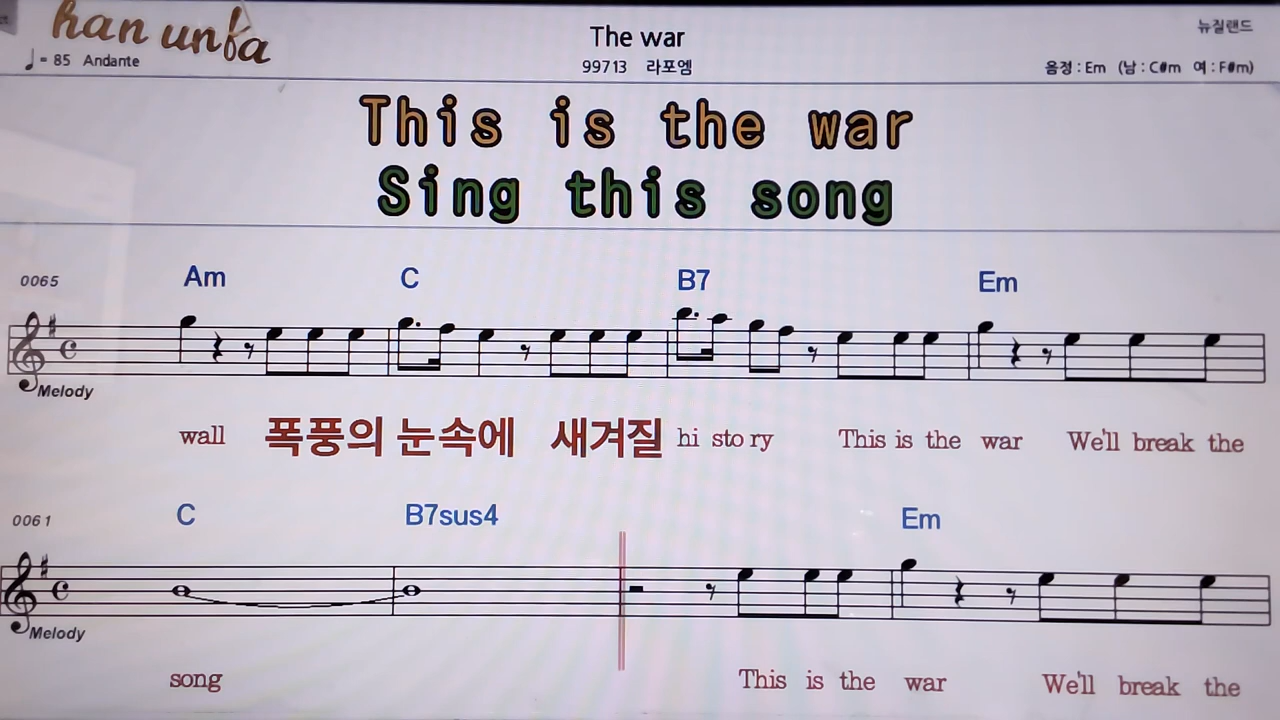 han unba
뉴질랜드
The war
♩= 85 Andante
99713 라포엠
음정 : Em (남 : C#m 여 : F#m)
This is the war
Sing this song
0065 Am C B7 Em
Melody
wall 폭풍의 눈속에 새겨질 hi sto ry This is the war We'll break the
0061 C B7sus4 Em
Melody
song This is the war We'll break the